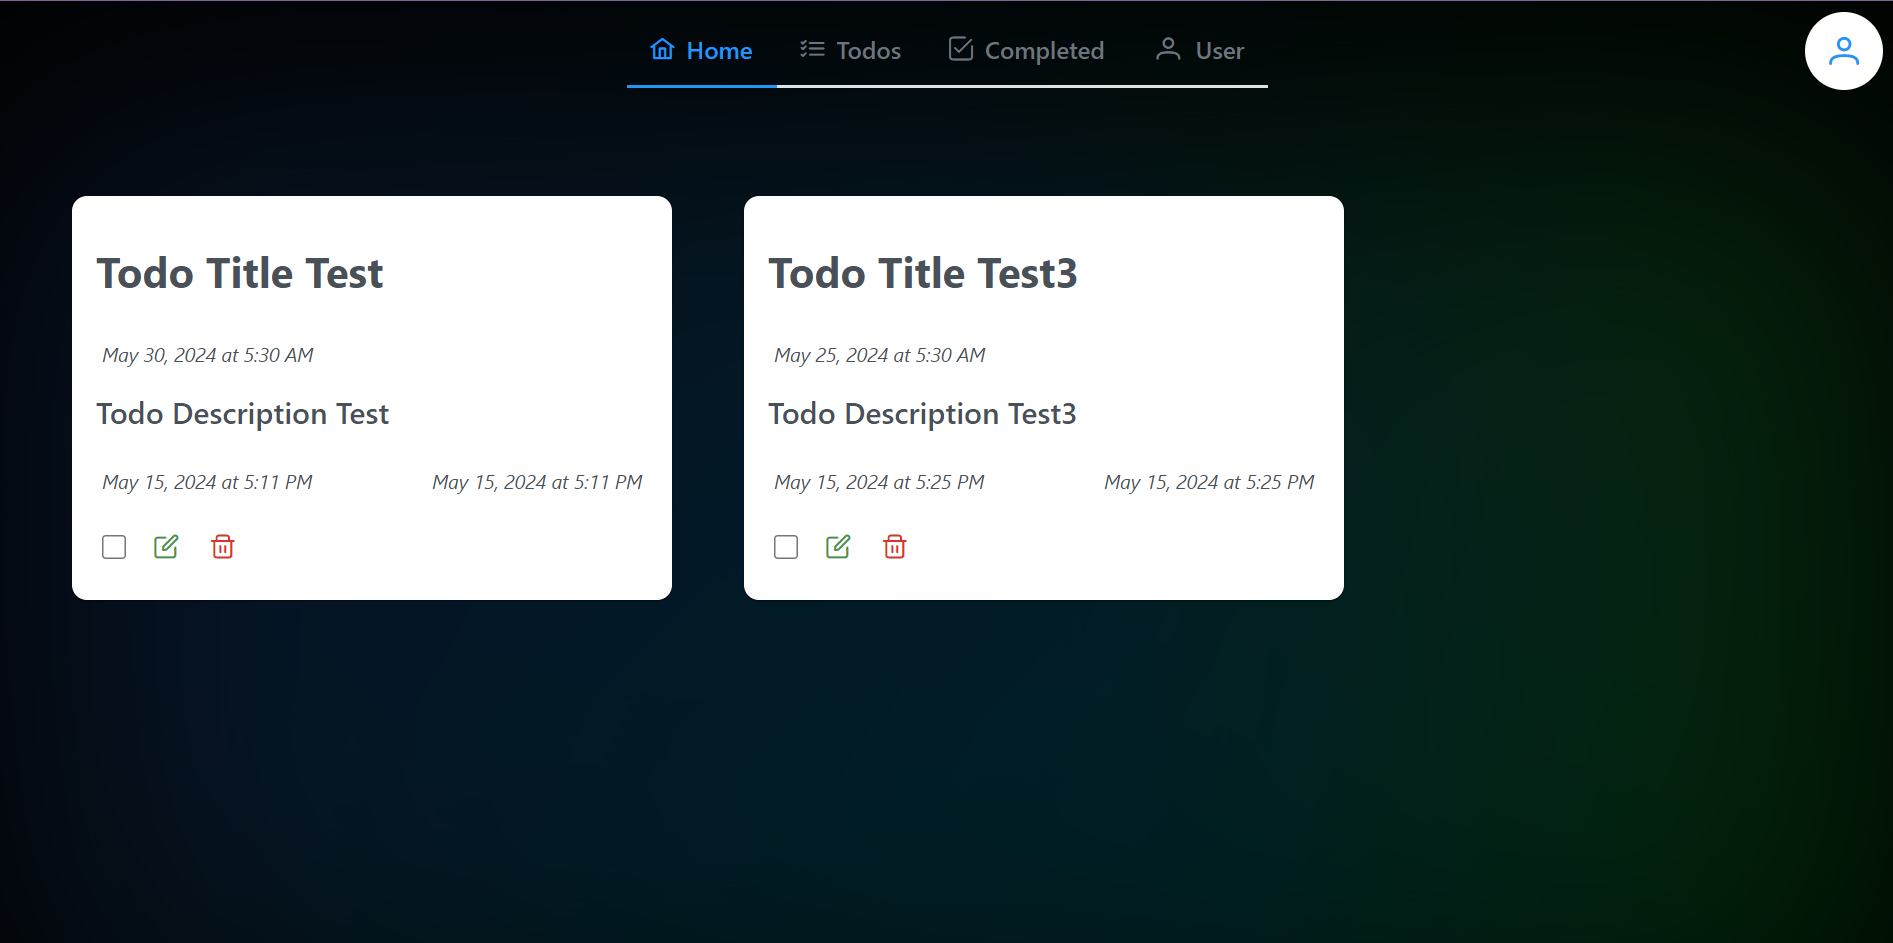 Home Todos Completed User
Todo Title Test
May 30, 2024 at 5:30 AM
Todo Description Test
May 15, 2024 at 5:11 PM May 15, 2024 at 5:11 PM
Todo Title Test3
May 25, 2024 at 5:30 AM
Todo Description Test3
May 15, 2024 at 5:25 PM May 15, 2024 at 5:25 PM